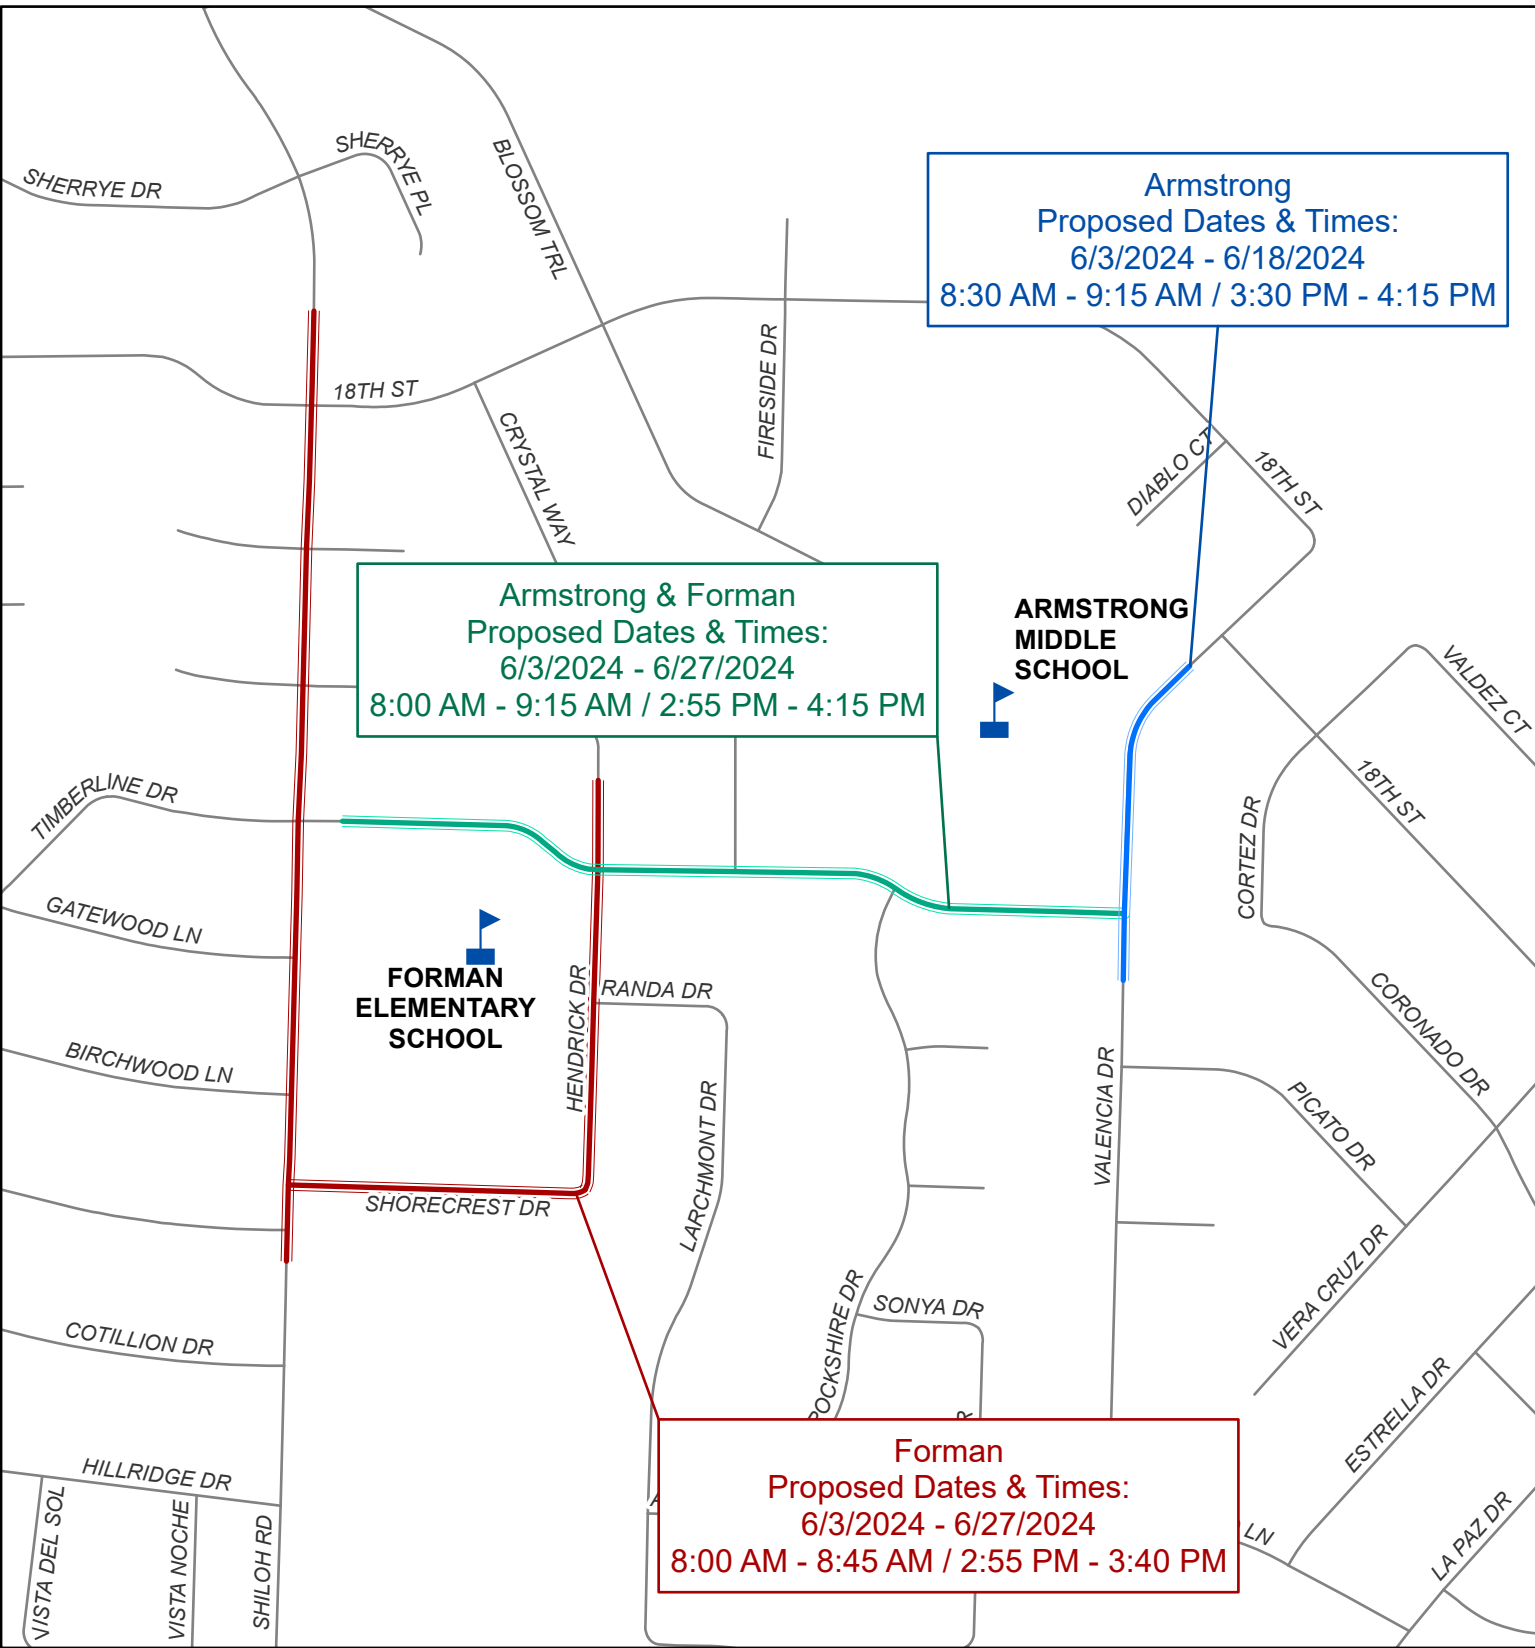 SHERRYE DR
SHERRYE PL
BLOSSOM TRL
Armstrong
Proposed Dates & Times:
6/3/2024 - 6/18/2024
8:30 AM - 9:15 AM / 3:30 PM - 4:15 PM
18TH ST
FIRESIDE DR
CRYSTAL WAY
DIABLO CT
18TH ST
Armstrong & Forman
Proposed Dates & Times:
6/3/2024 - 6/27/2024
8:00 AM - 9:15 AM / 2:55 PM - 4:15 PM
ARMSTRONG
MIDDLE
SCHOOL
VALDEZ CT
TIMBERLINE DR
18TH ST
CORTEZ DR
GATEWOOD LN
FORMAN
ELEMENTARY
SCHOOL
HENDRICK DR
RANDA DR
CORONADO DR
BIRCHWOOD LN
LARCHMONT DR
VALENCIA DR
PICATO DR
SHORECREST DR
VERA CRUZ DR
COTILLION DR
SONYA DR
ROCKSHIRE DR
ESTRELLA DR
Forman
Proposed Dates & Times:
6/3/2024 - 6/27/2024
8:00 AM - 8:45 AM / 2:55 PM - 3:40 PM
HILLRIDGE DR
VISTA DEL SOL
VISTA NOCHE
SHILOH RD
LN
LA PAZ DR